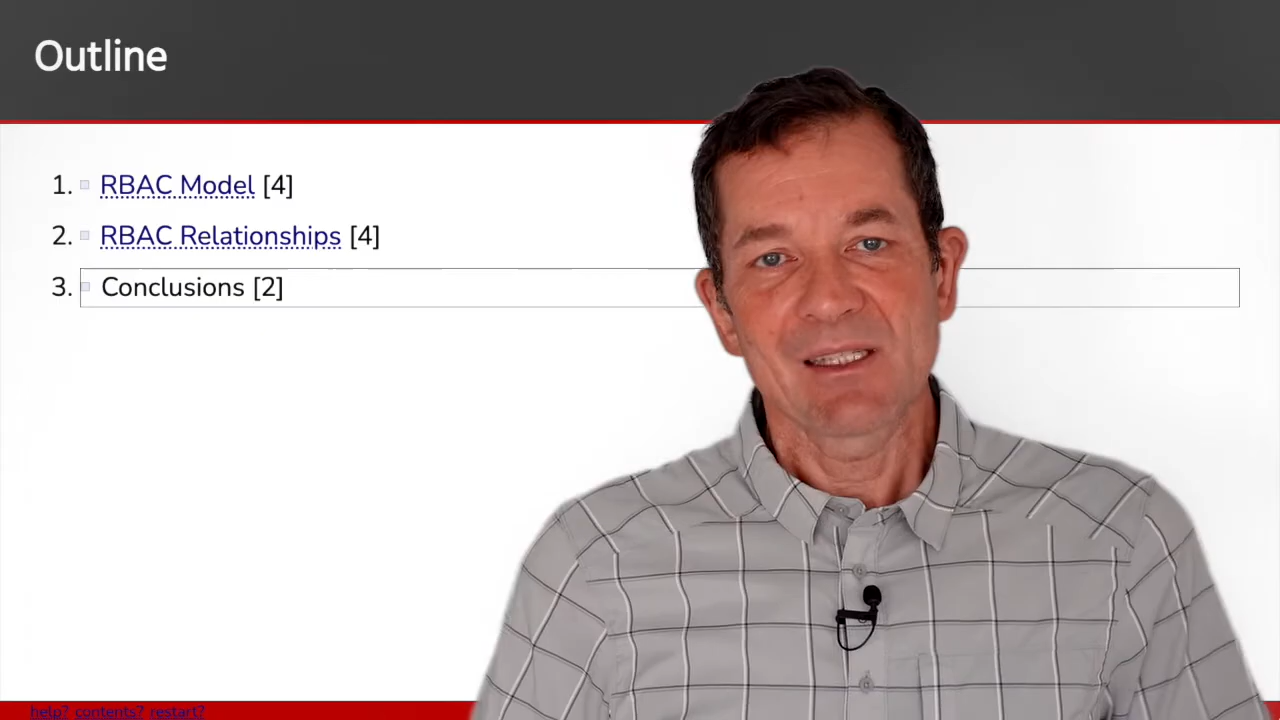 Outline
1. RBAC Model [4]
2. RBAC Relationships [4]
3. Conclusions [2]
help? contents? restart?